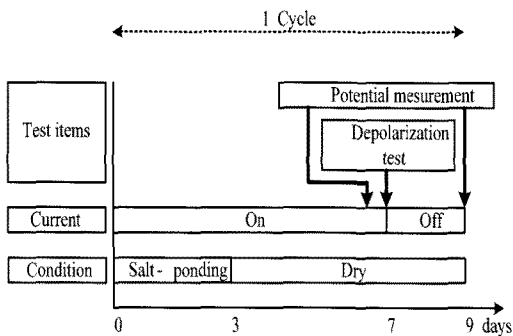 1 Cycle
Potential mesurement
Test items
Depolarization
test
Current
On
Off
Condition
Salt- ponding
Dry
0 3 7 9 days